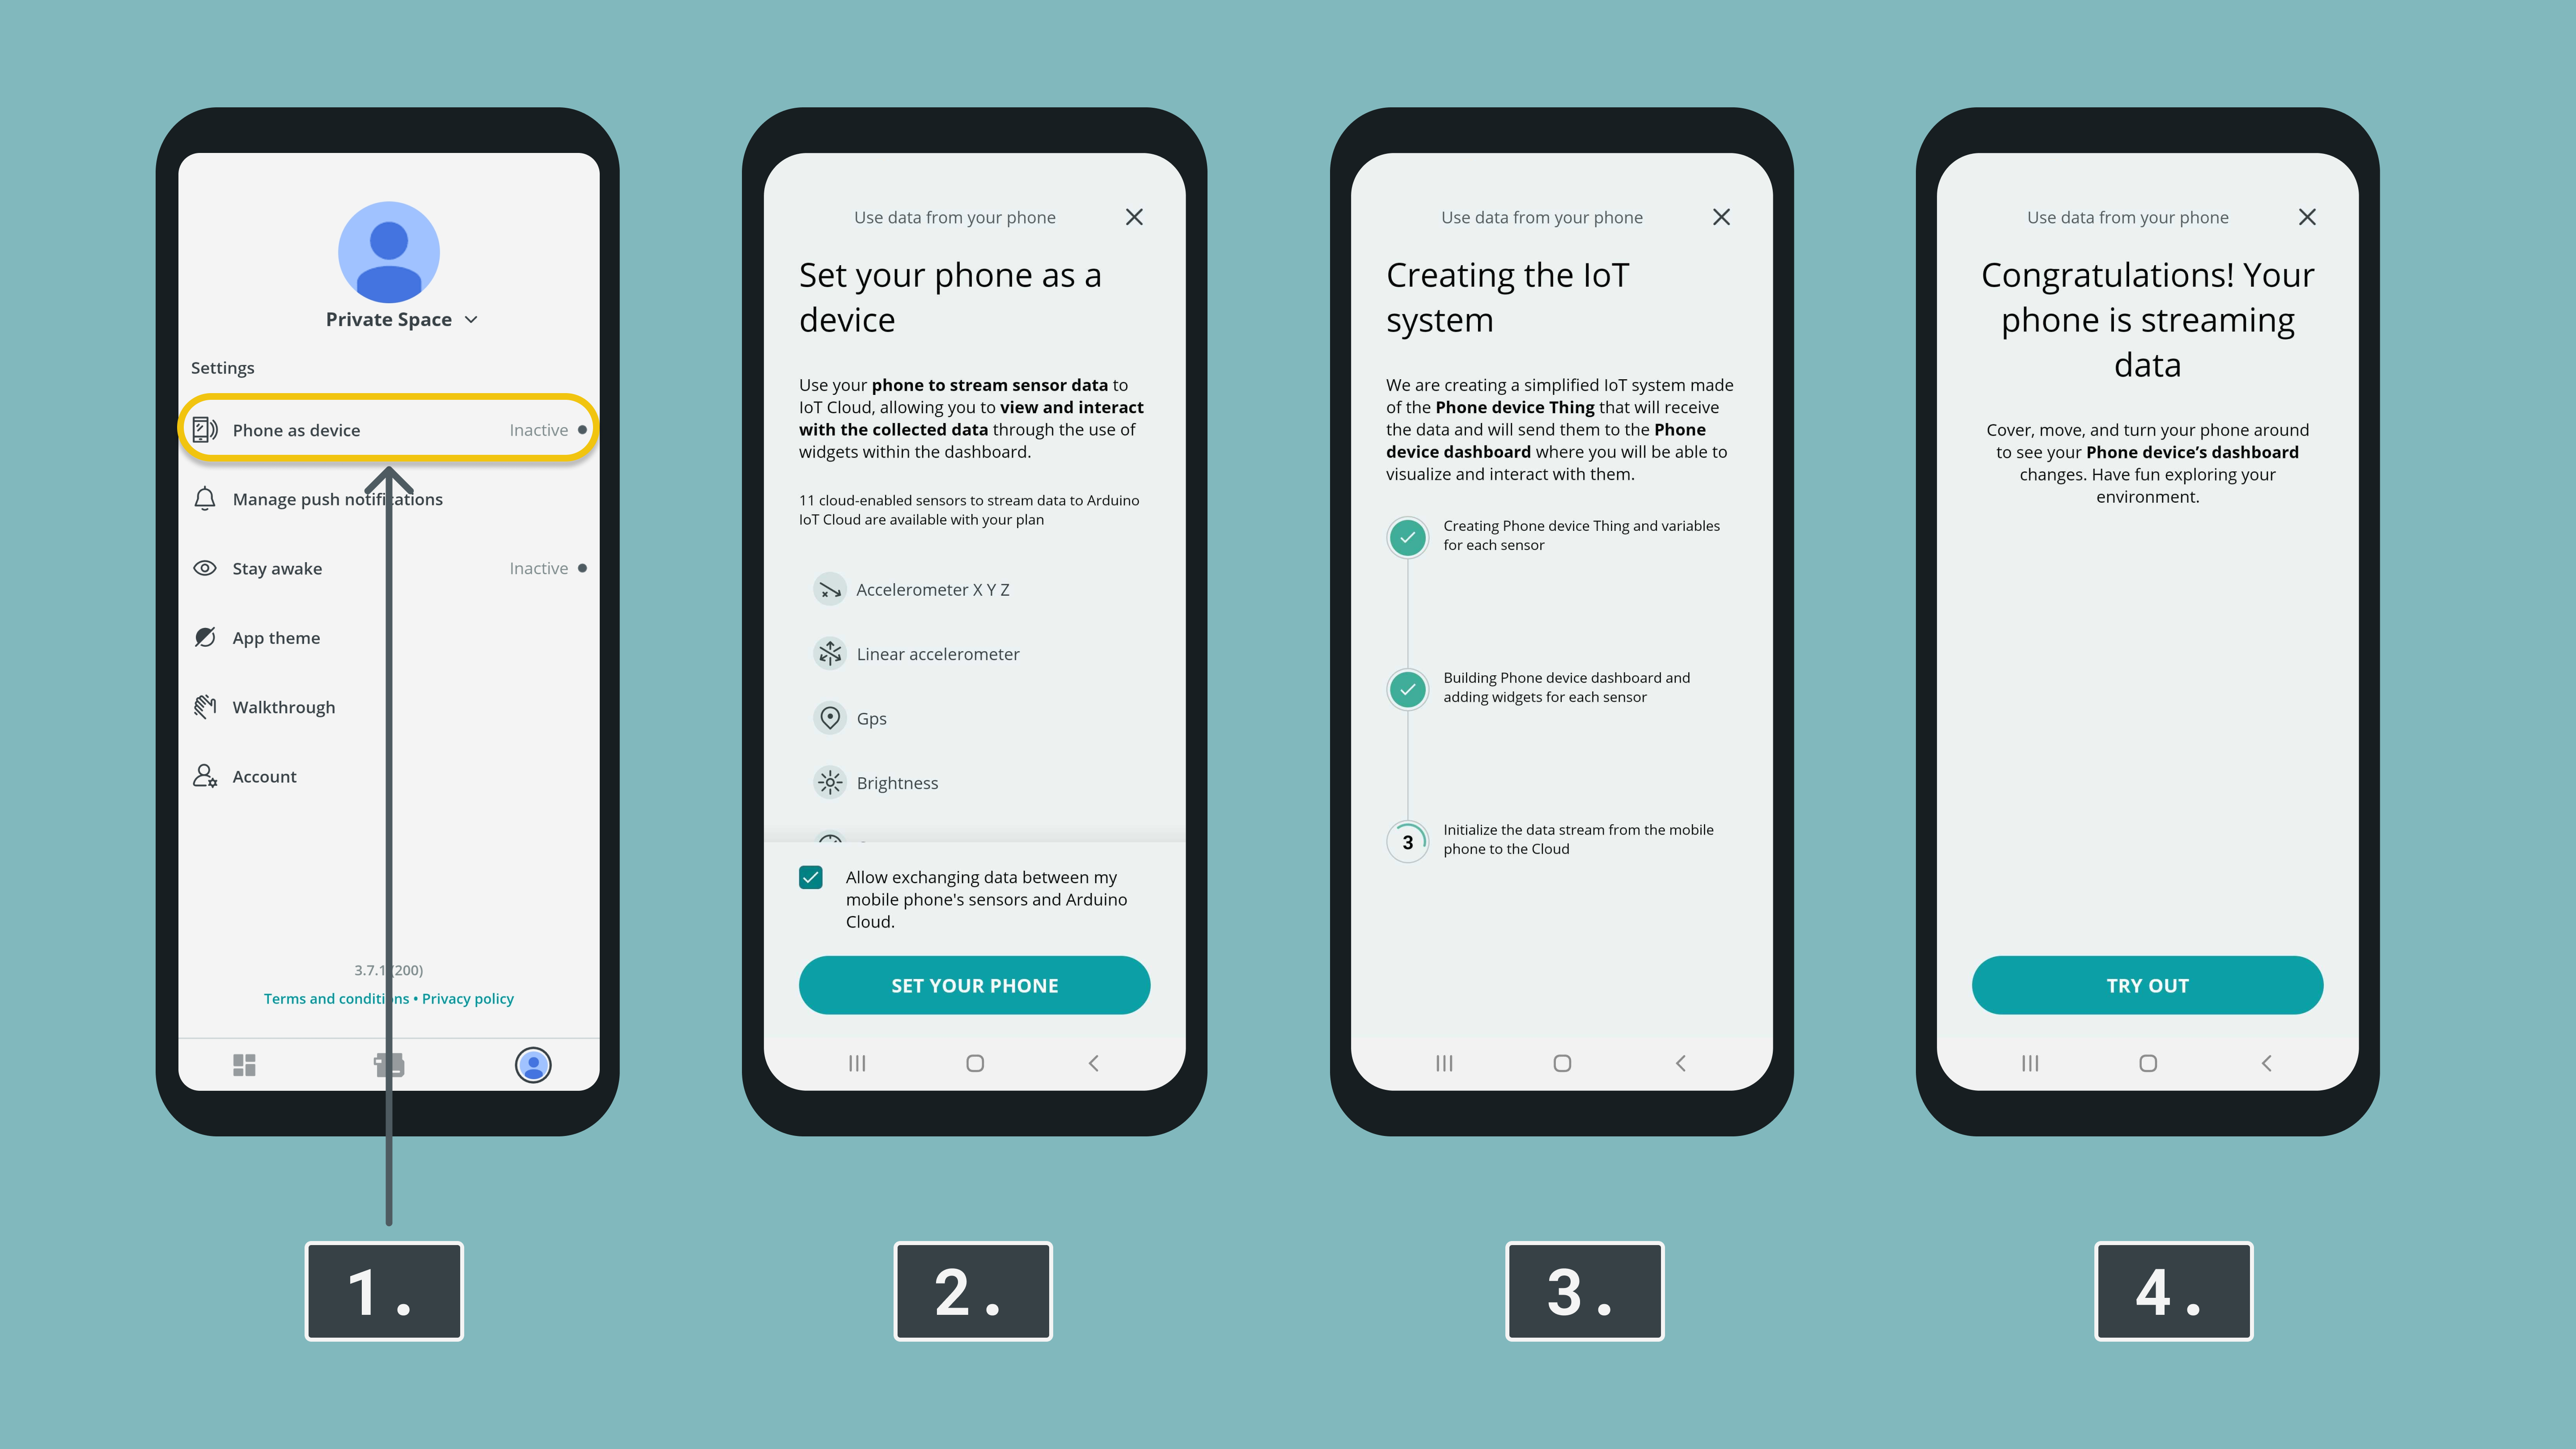 Private Space
Settings
Phone as device Inactive
Manage push notifications
Stay awake Inactive
App theme
Walkthrough
Account
3.7.1 (200)
Terms and conditions • Privacy policy
1.
Use data from your phone
Set your phone as a
device
Use your phone to stream sensor data to
IoT Cloud, allowing you to view and interact
with the collected data through the use of
widgets within the dashboard.
11 cloud-enabled sensors to stream data to Arduino
IoT Cloud are available with your plan
Accelerometer X Y Z
Linear accelerometer
Gps
Brightness
Allow exchanging data between my
mobile phone's sensors and Arduino
Cloud.
SET YOUR PHONE
2.
Use data from your phone
Creating the IoT
system
We are creating a simplified IoT system made
of the Phone device Thing that will receive
the data and will send them to the Phone
device dashboard where you will be able to
visualize and interact with them.
Creating Phone device Thing and variables
for each sensor
Building Phone device dashboard and
adding widgets for each sensor
3
Initialize the data stream from the mobile
phone to the Cloud
3.
Use data from your phone
Congratulations! Your
phone is streaming
data
Cover, move, and turn your phone around
to see your Phone device’s dashboard
changes. Have fun exploring your
environment.
TRY OUT
4.